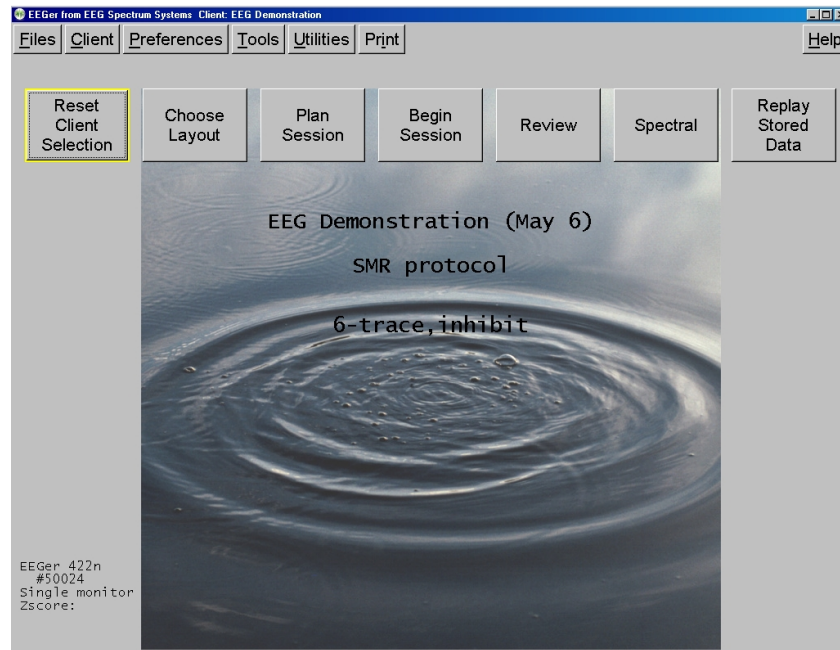 EEGer from EEG Spectrum Systems Client: EEG Demonstration
Files Client Preferences Tools Utilities Print Help
Reset
Client
Selection
Choose
Layout
Plan
Session
Begin
Session
Review
Spectral
Replay
Stored
Data
EEG Demonstration (May 6)
SMR protocol
6-trace,inhibit
EEGer 422n
#50024
Single monitor
Zscore: